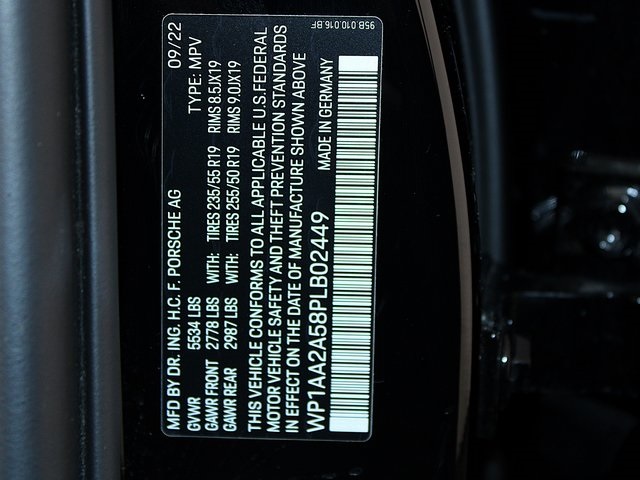 MFD BY DR. ING. H.C. F. PORSCHE AG 09/22
GVWR 5534 LBS TYPE: MPV
GAWR FRONT 2778 LBS WITH: TIRES 235/55 R19 RIMS 8.5JX19
GAWR REAR 2987 LBS WITH: TIRES 255/50 R19 RIMS 9.0JX19
THIS VEHICLE CONFORMS TO ALL APPLICABLE U.S.FEDERAL
MOTOR VEHICLE SAFETY AND THEFT PREVENTION STANDARDS
IN EFFECT ON THE DATE OF MANUFACTURE SHOWN ABOVE
WP1AA2A58PLB02449 MADE IN GERMANY
95B.010.016.BF